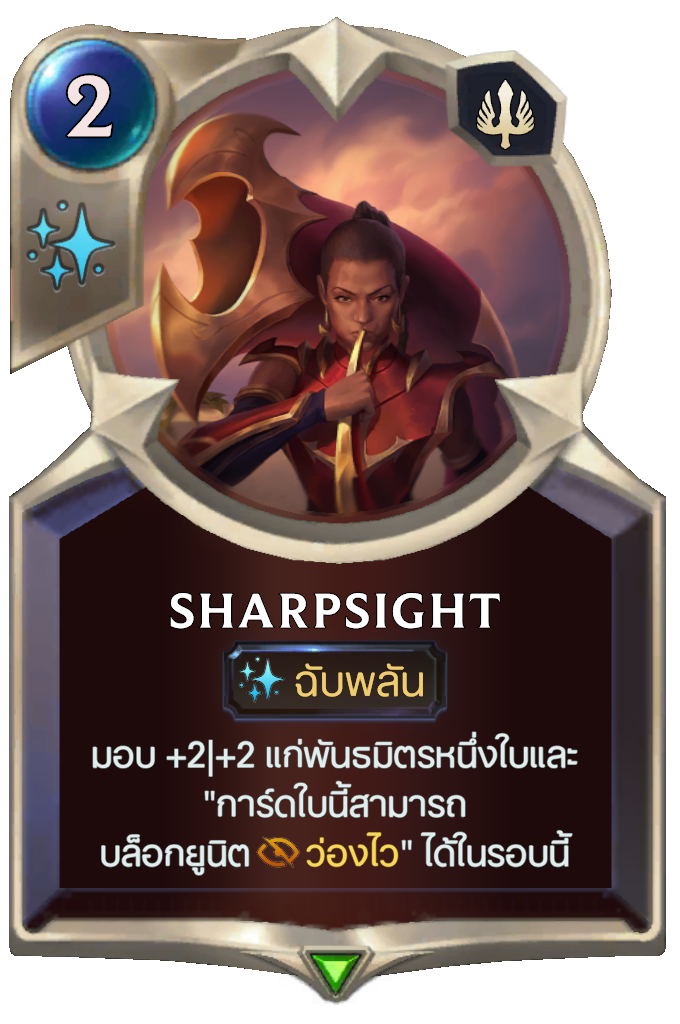 2
SHARPSIGHT
ฉับพลัน
มอบ +2|+2 แก่พันธมิตรหนึ่งใบและ
"การ์ดใบนี้สามารถ
บล็อกยูนิต ว่องไว" ได้ในรอบนี้